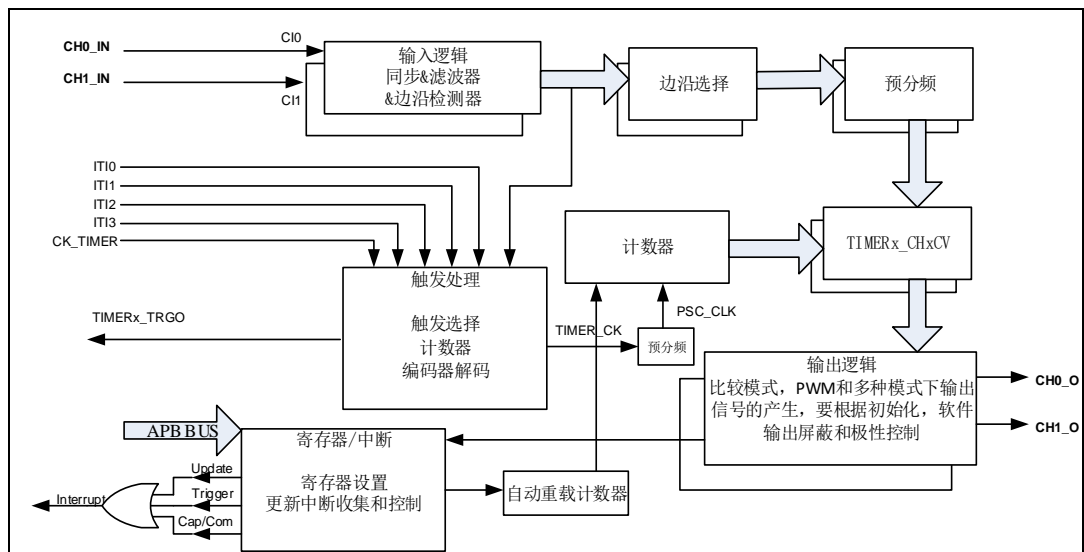 CH0_IN
CI0
CH1_IN
CI1
输入逻辑
同步&滤波器
&边沿检测器
边沿选择
预分频
ITI0
ITI1
ITI2
ITI3
CK_TIMER
计数器
TIMERx_CHxCV
触发处理
触发选择
计数器
编码器解码
TIMERx_TRGO
TIMER_CK
PSC_CLK
预分频
输出逻辑
比较模式，PWM和多种模式下输出
信号的产生，要根据初始化，软件
输出屏蔽和极性控制
CH0_O
CH1_O
APB BUS
寄存器/中断
寄存器设置
更新中断收集和控制
自动重载计数器
Update
Trigger
Cap/Com
Interrupt